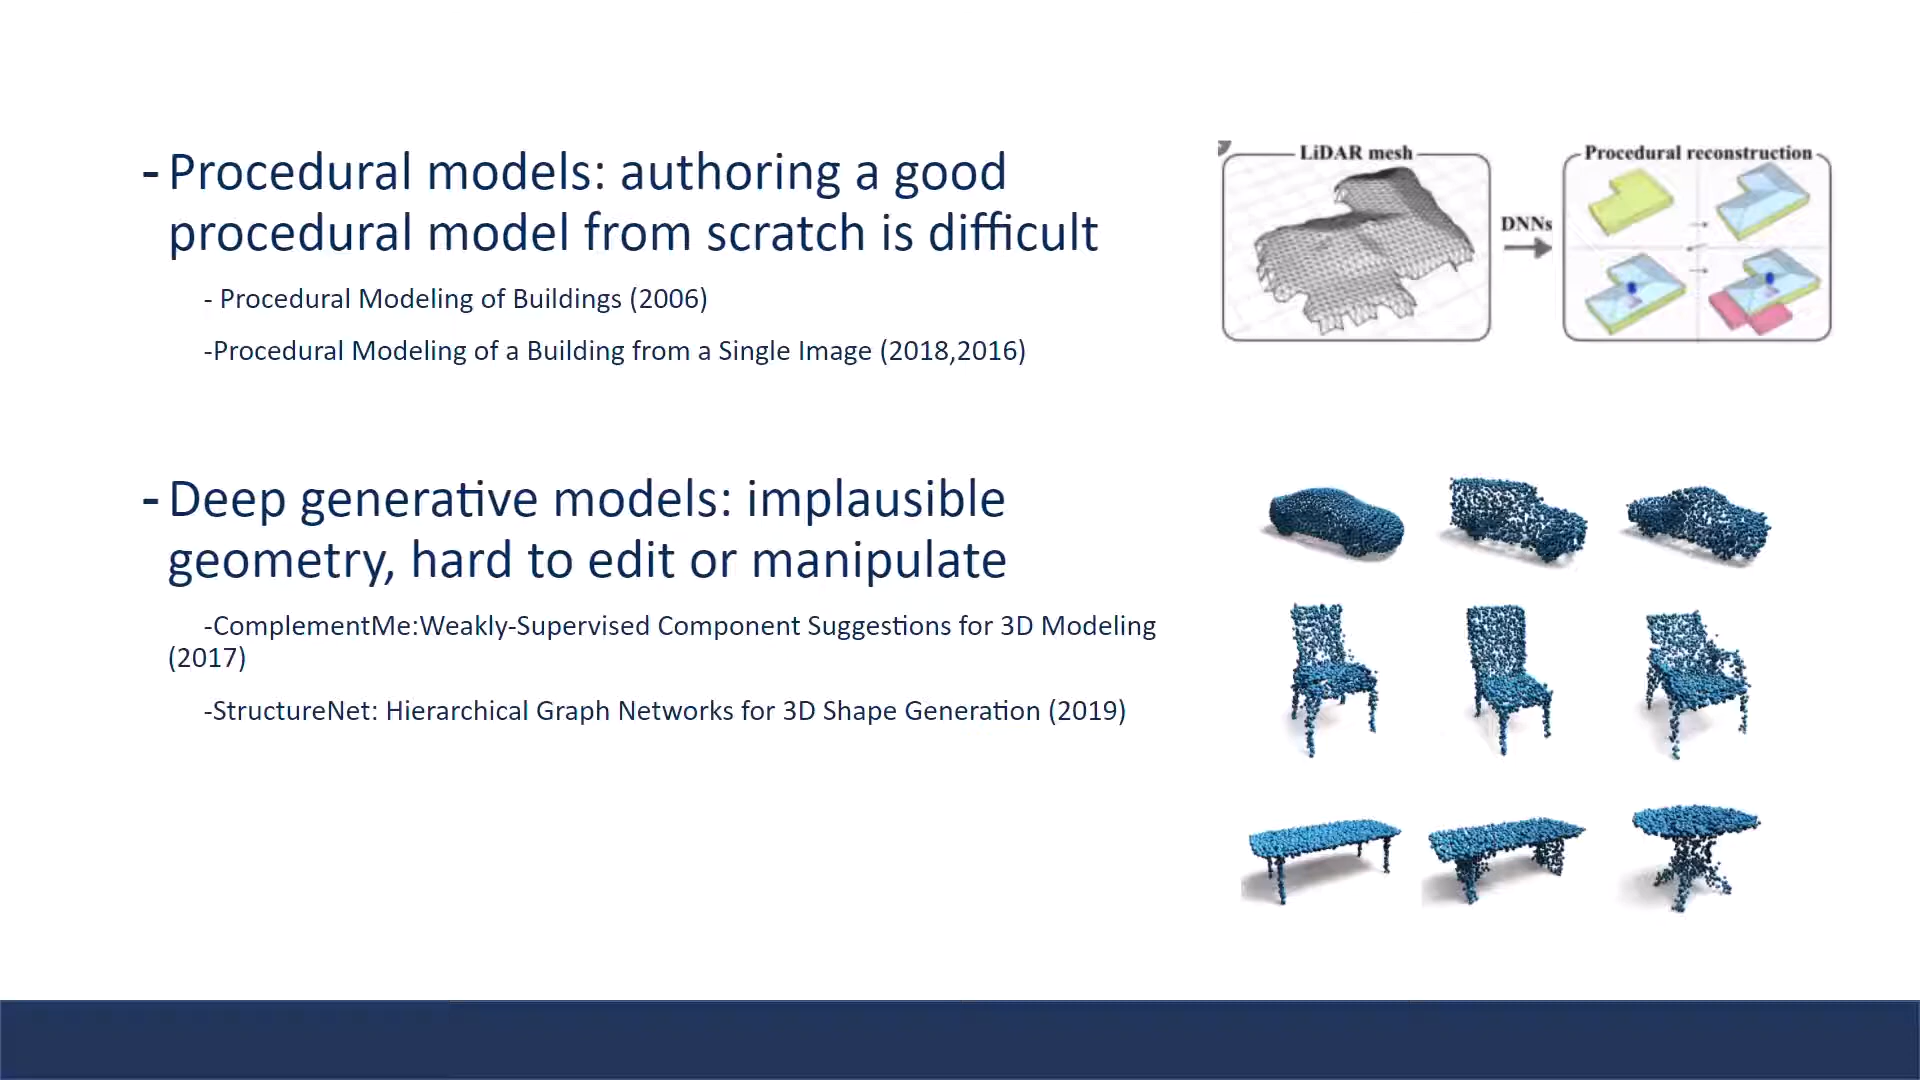 - Procedural models: authoring a good
procedural model from scratch is difficult
- Procedural Modeling of Buildings (2006)
-Procedural Modeling of a Building from a Single Image (2018,2016)
- Deep generative models: implausible
geometry, hard to edit or manipulate
-ComplementMe:Weakly-Supervised Component Suggestions for 3D Modeling
(2017)
-StructureNet: Hierarchical Graph Networks for 3D Shape Generation (2019)
LiDAR mesh
DNNs
Procedural reconstruction